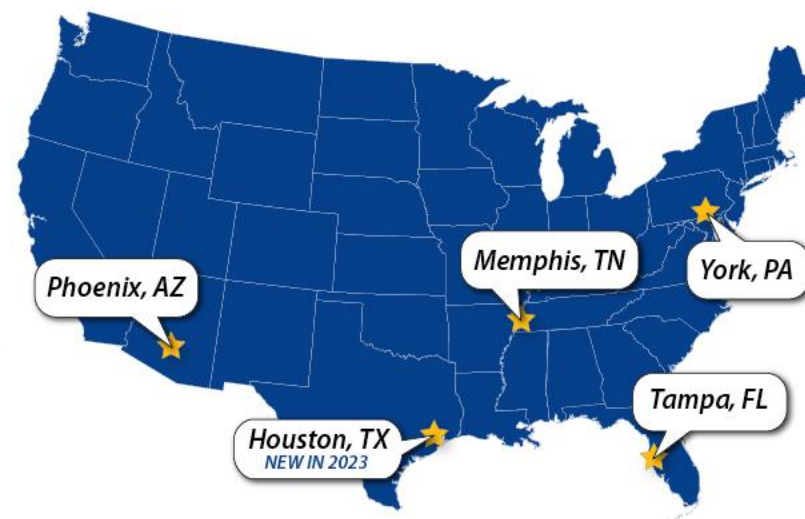 Memphis, TN
York, PA
Phoenix, AZ
Tampa, FL
Houston, TX
NEW IN 2023